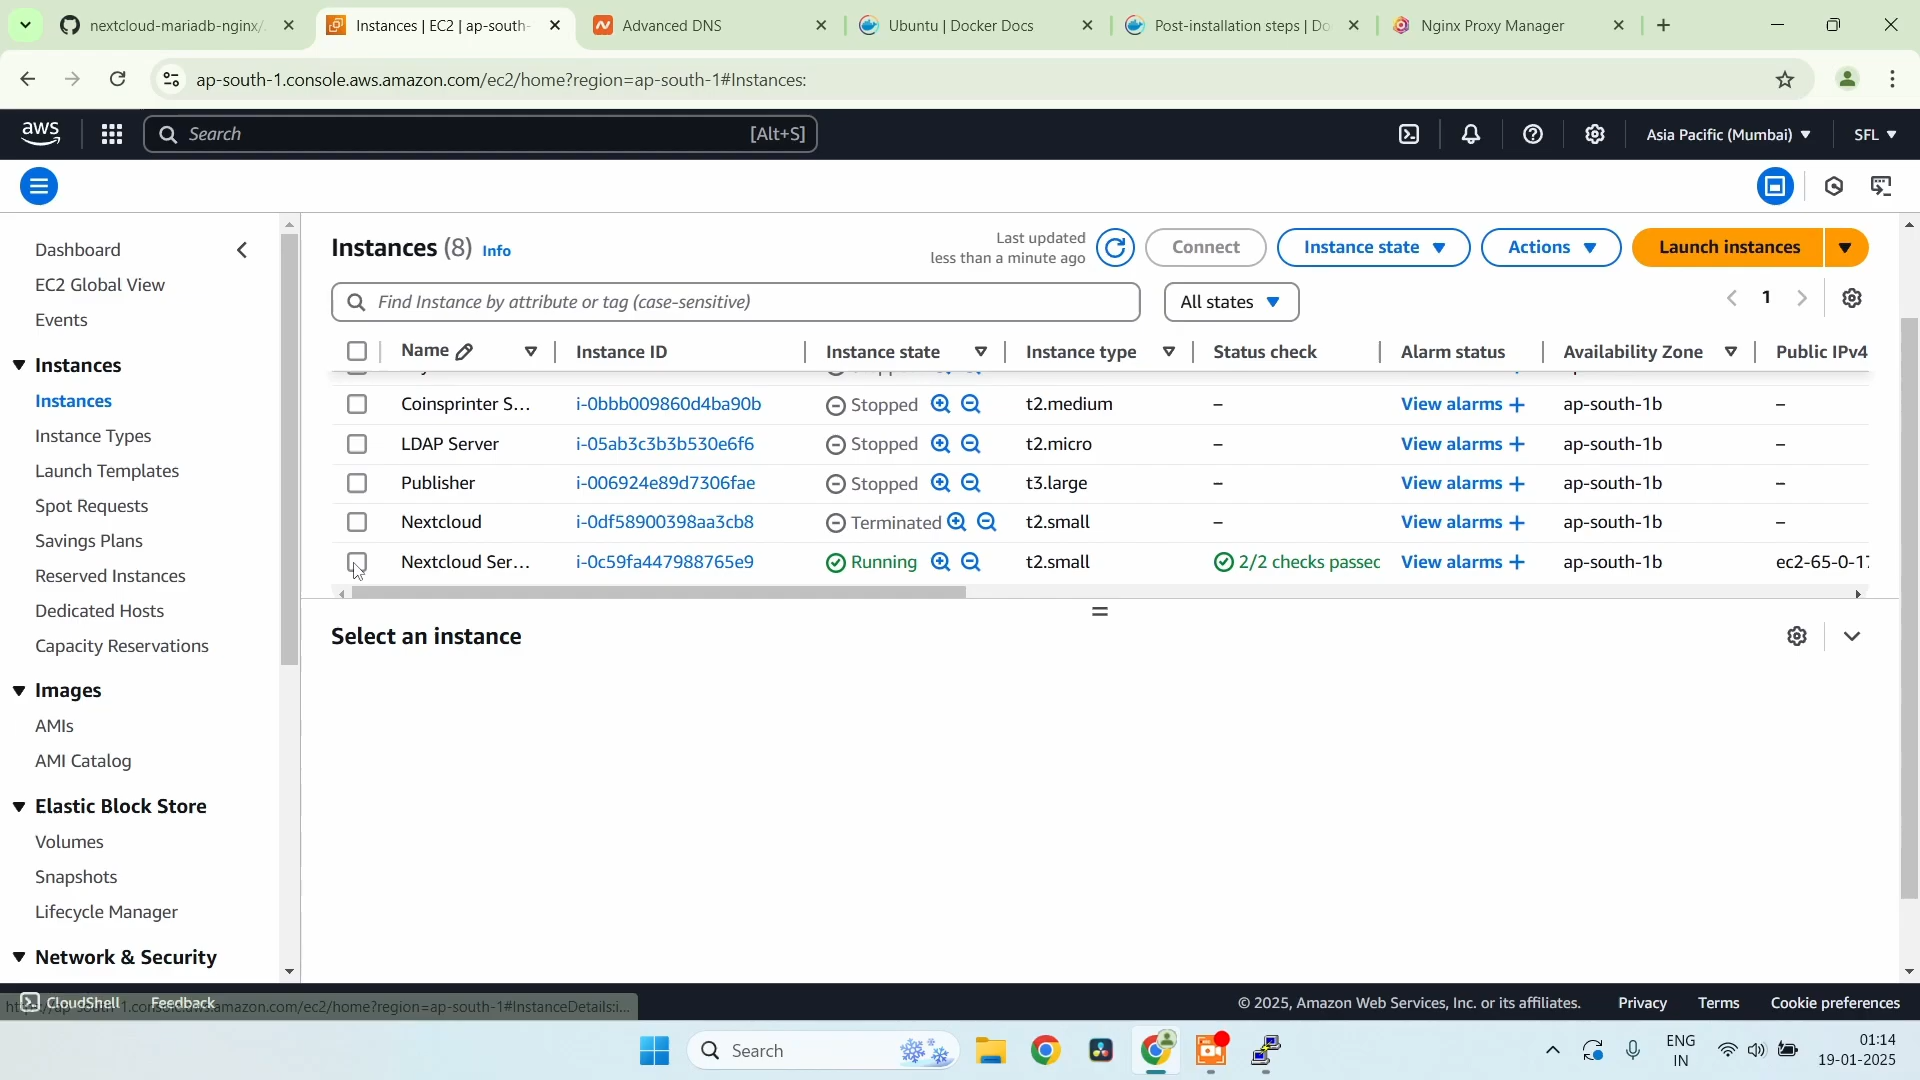 nextcloud-mariadb-nginx/
Instances | EC2 | ap-south-
Advanced DNS
Ubuntu | Docker Docs
Post-installation steps | Do
Nginx Proxy Manager
ap-south-1.console.aws.amazon.com/ec2/home?region=ap-south-1#Instances:
aws
Search
[Alt+S]
Asia Pacific (Mumbai)
SFL
Dashboard
EC2 Global View
Events
Instances
Instances
Instance Types
Launch Templates
Spot Requests
Savings Plans
Reserved Instances
Dedicated Hosts
Capacity Reservations
Images
AMIs
AMI Catalog
Elastic Block Store
Volumes
Snapshots
Lifecycle Manager
Network & Security
Instances (8) Info
Last updated
less than a minute ago
Connect
Instance state
Actions
Launch instances
Find Instance by attribute or tag (case-sensitive)
All states
1
Name Instance ID Instance state Instance type Status check Alarm status Availability Zone Public IPv4
Coinsprinter S... i-0bbb009860d4ba90b Stopped t2.medium – View alarms + ap-south-1b –
LDAP Server i-05ab3c3b3b530e6f6 Stopped t2.micro – View alarms + ap-south-1b –
Publisher i-006924e89d7306fae Stopped t3.large – View alarms + ap-south-1b –
Nextcloud i-0df58900398aa3cb8 Terminated t2.small – View alarms + ap-south-1b –
Nextcloud Ser... i-0c59fa447988765e9 Running t2.small 2/2 checks passed View alarms + ap-south-1b ec2-65-0-17
Select an instance
CloudShell Feedback
© 2025, Amazon Web Services, Inc. or its affiliates. Privacy Terms Cookie preferences
Search
ENG
IN
01:14
19-01-2025